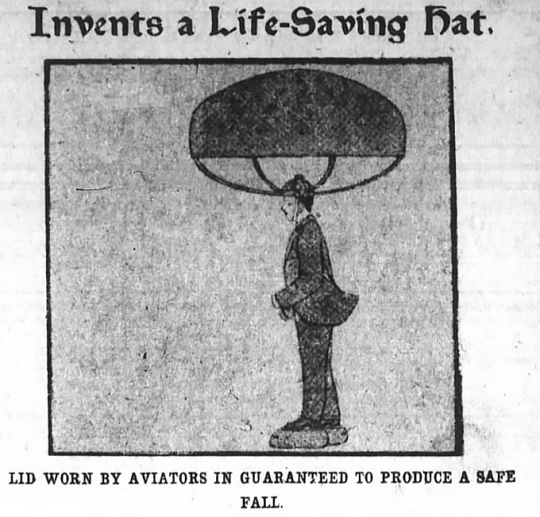 Invents a Life-Saving Hat.
LID WORN BY AVIATORS IN GUARANTEED TO PRODUCE A SAFE
FALL.